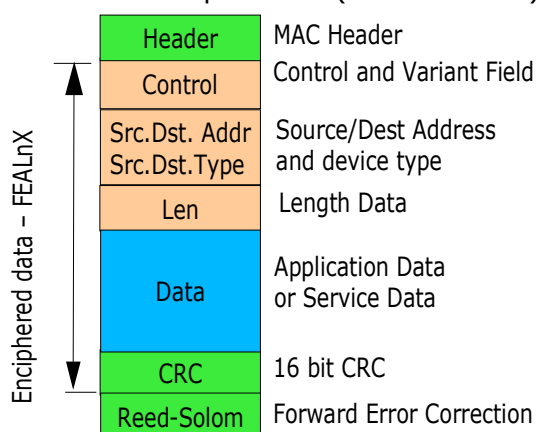 Header MAC Header
Control Control and Variant Field
Src.Dst. Addr Source/Dest Address
Src.Dst.Type and device type
Len Length Data
Data Application Data
or Service Data
CRC 16 bit CRC
Reed-Solom Forward Error Correction
Enciphered data – FEALnX